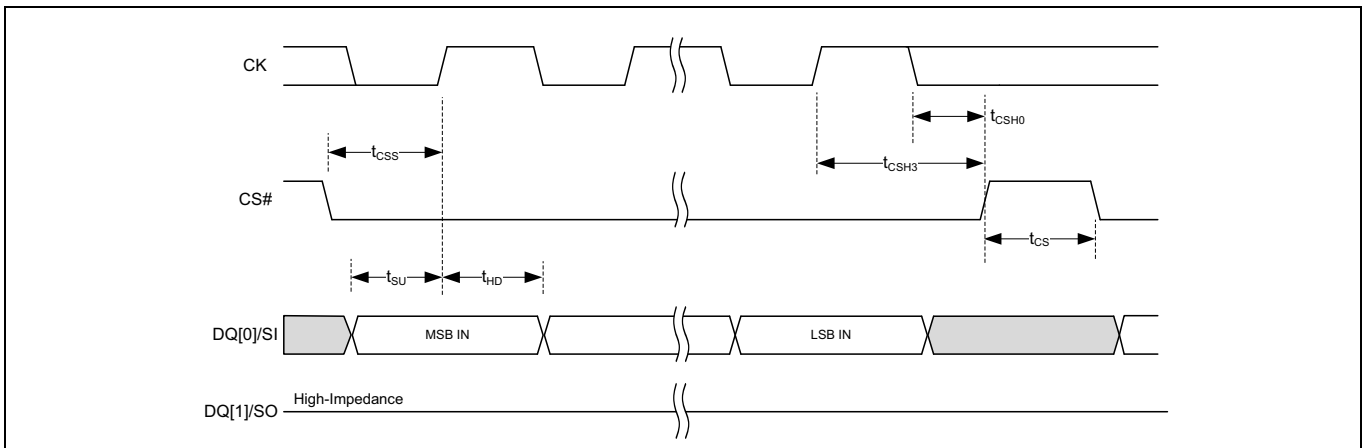 CK
tCSH0
tCSS
tCSH3
CS#
tCS
tSU
tHD
DQ[0]/SI
MSB IN
LSB IN
High-Impedance
DQ[1]/SO